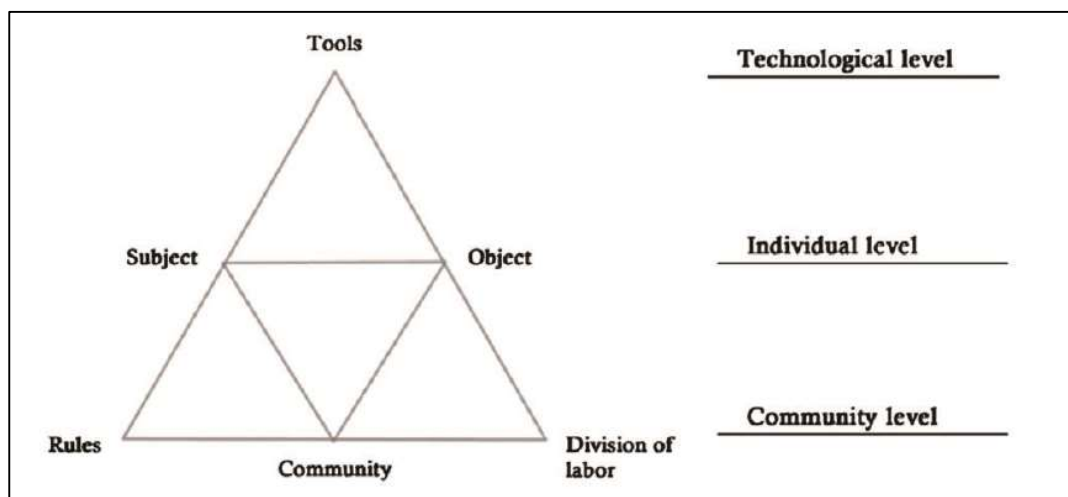 Tools
Technological level
Subject
Object
Individual level
Rules
Community
Division of
labor
Community level